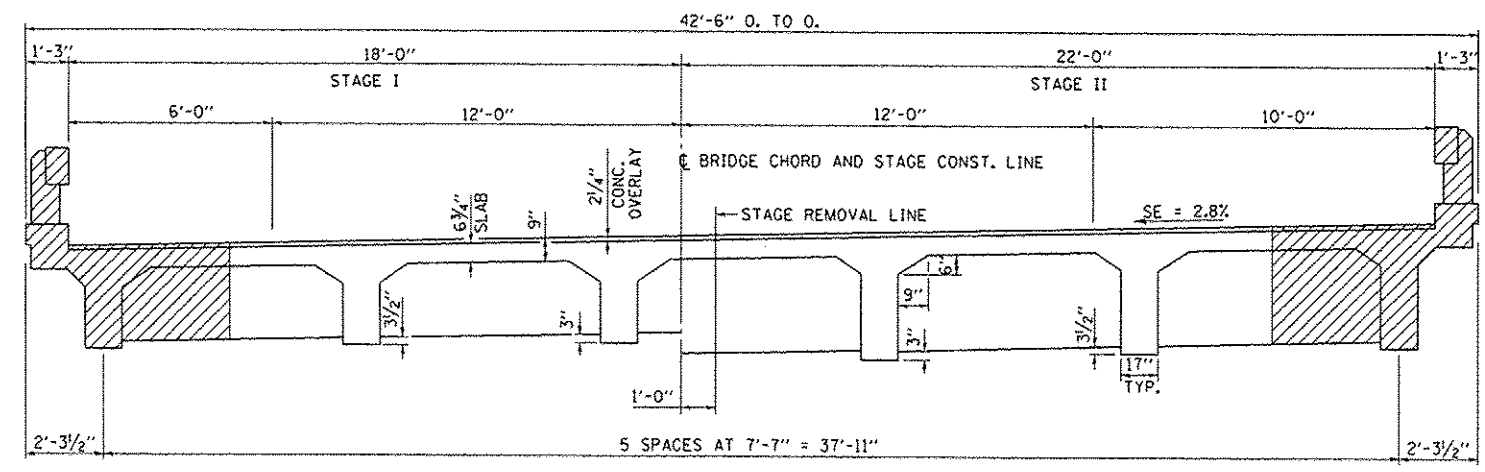 42'-6" O. TO O.
1'-3" 18'-0" 22'-0" 1'-3"
STAGE I STAGE II
6'-0" 12'-0" 12'-0" 10'-0"
℄ BRIDGE CHORD AND STAGE CONST. LINE
2¼" CONC. OVERLAY
6¾" SLAB
9"
STAGE REMOVAL LINE
SE = 2.8%
6"
9"
3½"
3"
3"
3½"
17"
TYP.
1'-0"
2'-3½" 5 SPACES AT 7'-7" = 37'-11" 2'-3½"